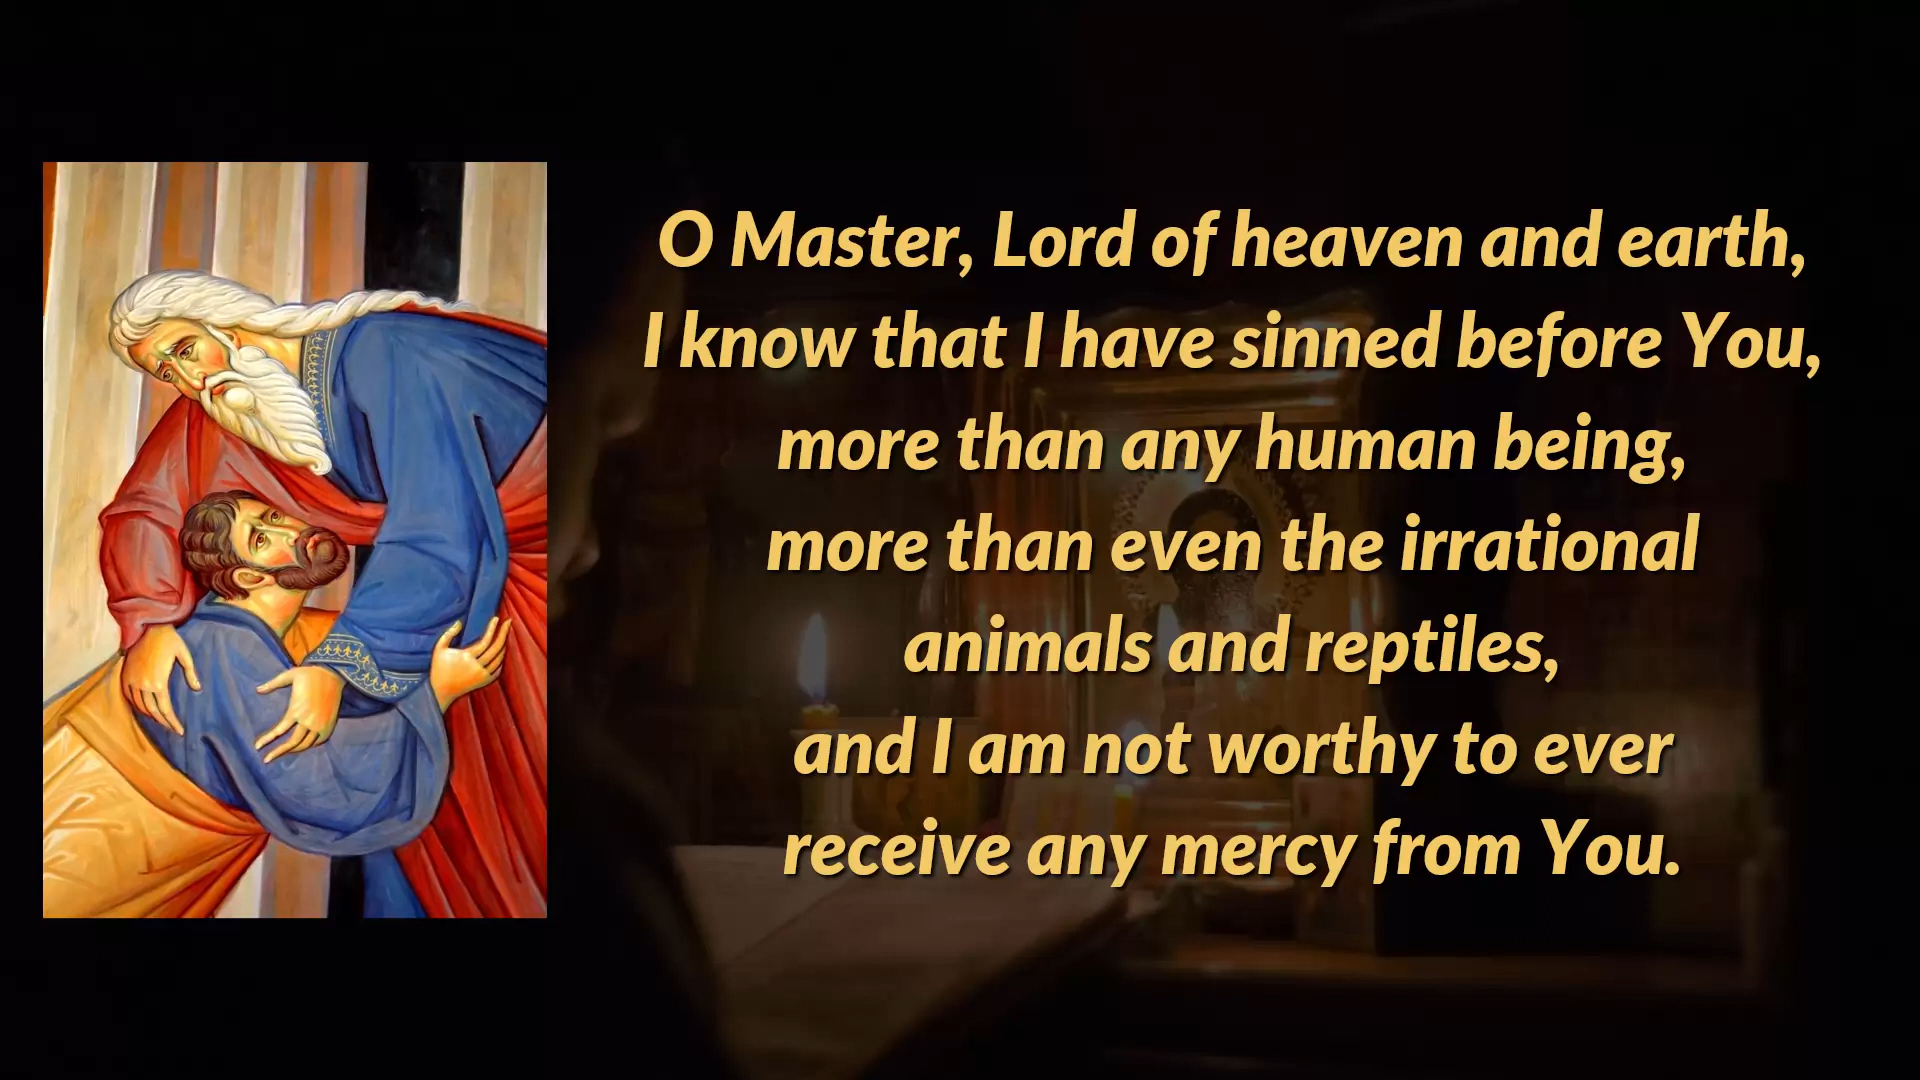 O Master, Lord of heaven and earth,
I know that I have sinned before You,
more than any human being,
more than even the irrational
animals and reptiles,
and I am not worthy to ever
receive any mercy from You.